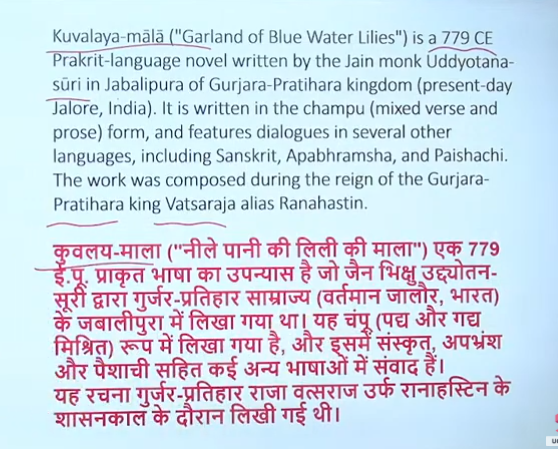 Kuvalaya-mālā ("Garland of Blue Water Lilies") is a 779 CE
Prakrit-language novel written by the Jain monk Uddyotana-
sūri in Jabalipura of Gurjara-Pratihara kingdom (present-day
Jalore, India). It is written in the champu (mixed verse and
prose) form, and features dialogues in several other
languages, including Sanskrit, Apabhramsha, and Paishachi.
The work was composed during the reign of the Gurjara-
Pratihara king Vatsaraja alias Ranahastin.
कुवलय-माला ("नीले पानी की लिली की माला") एक 779
ई.पू. प्राकृत भाषा का उपन्यास है जो जैन भिक्षु उद्द्योतन-
सूरी द्वारा गुर्जर-प्रतिहार साम्राज्य (वर्तमान जालौर, भारत)
के जबालीपुरा में लिखा गया था। यह चंपू (पद्य और गद्य
मिश्रित) रूप में लिखा गया है, और इसमें संस्कृत, अपभ्रंश
और पैशाची सहित कई अन्य भाषाओं में संवाद हैं।
यह रचना गुर्जर-प्रतिहार राजा वत्सराज उर्फ रानाहस्टिन के
शासनकाल के दौरान लिखी गई थी।